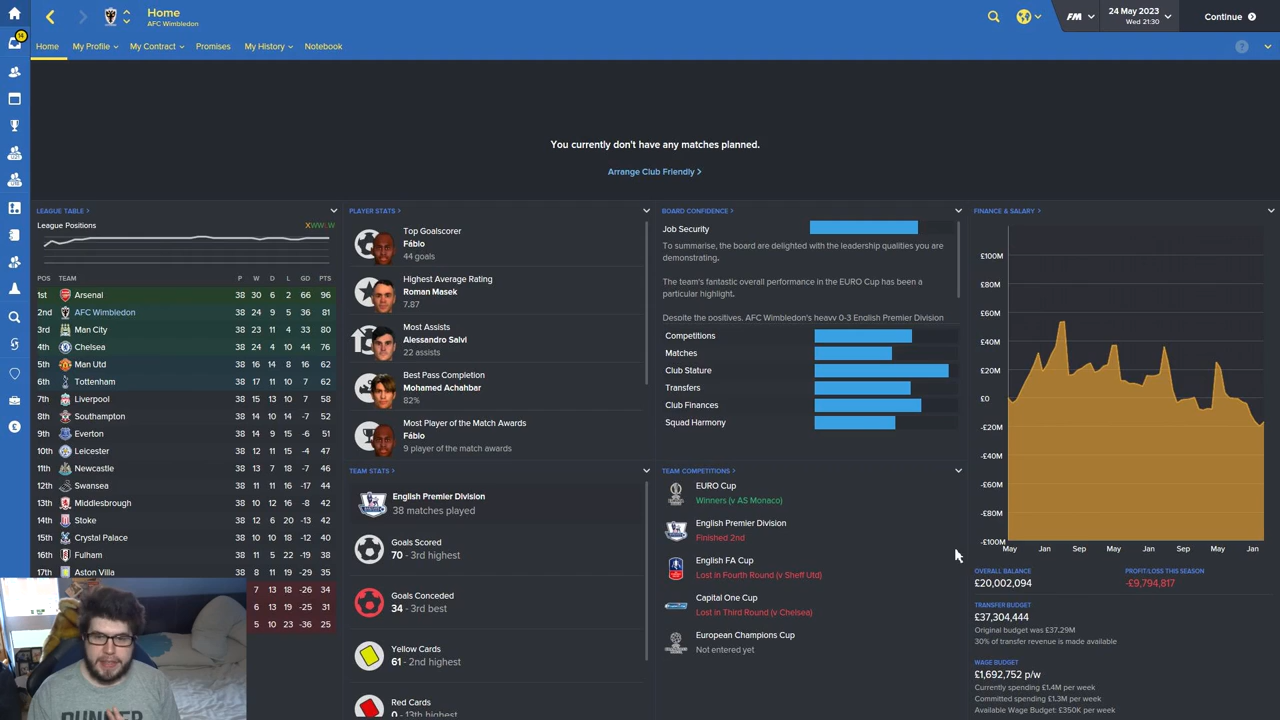 14
Home
AFC Wimbledon
FM
24 May 2023
Wed 21:30
Continue
Home
My Profile
My Contract
Promises
My History
Notebook
?
You currently don't have any matches planned.
Arrange Club Friendly >
LEAGUE TABLE >
League Positions
POS TEAM P W D L GD PTS
1st Arsenal 38 30 6 2 66 96
2nd AFC Wimbledon 38 24 9 5 36 81
3rd Man City 38 23 11 4 33 80
4th Chelsea 38 24 4 10 44 76
5th Man Utd 38 16 14 8 16 62
6th Tottenham 38 17 11 10 7 62
7th Liverpool 38 15 13 10 7 58
8th Southampton 38 14 10 14 -7 52
9th Everton 38 14 9 15 -6 51
10th Leicester 38 11 12 15 -4 47
11th Newcastle 38 13 7 18 -7 46
12th Swansea 38 11 11 16 -17 44
13th Middlesbrough 38 12 6 16 -8 42
14th Stoke 38 12 6 20 -13 42
15th Crystal Palace 38 10 10 18 -12 40
16th Fulham 38 11 5 22 -19 38
17th Aston Villa 38 8 11 19 -29 35
7 13 18 -26 34
6 13 19 -25 31
5 10 23 -36 25
PLAYER STATS >
Top Goalscorer
Fábio
44 goals
Highest Average Rating
Roman Masek
7.87
Most Assists
Alessandro Salvi
22 assists
Best Pass Completion
Mohamed Achahbar
82%
Most Player of the Match Awards
Fábio
9 player of the match awards
TEAM STATS >
English Premier Division
38 matches played
Goals Scored
70 - 3rd highest
Goals Conceded
34 - 3rd best
Yellow Cards
61 - 2nd highest
Red Cards
0 - 13th highest
BOARD CONFIDENCE >
Job Security
To summarise, the board are delighted with the leadership qualities you are
demonstrating.
The team's fantastic overall performance in the EURO Cup has been a
particular highlight.
Despite the positives, AFC Wimbledon's heavy 0-3 English Premier Division
Competitions
Matches
Club Stature
Transfers
Club Finances
Squad Harmony
TEAM COMPETITIONS >
EURO Cup
Winners (v AS Monaco)
English Premier Division
Finished 2nd
English FA Cup
Lost in Fourth Round (v Sheff Utd)
Capital One Cup
Lost in Third Round (v Chelsea)
European Champions Cup
Not entered yet
FINANCE & SALARY >
£100M
£80M
£60M
£40M
£20M
£0
-£20M
-£40M
-£60M
-£80M
-£100M
May Jan Sep May Jan Sep May Jan
OVERALL BALANCE
£20,002,094
PROFIT/LOSS THIS SEASON
-£9,794,817
TRANSFER BUDGET
£37,304,444
Original budget was £37.29M
30% of transfer revenue is made available
WAGE BUDGET
£1,692,752 p/w
Currently spending £1.4M per week
Committed spending £1.3M per week
Available Wage Budget: £350K per week